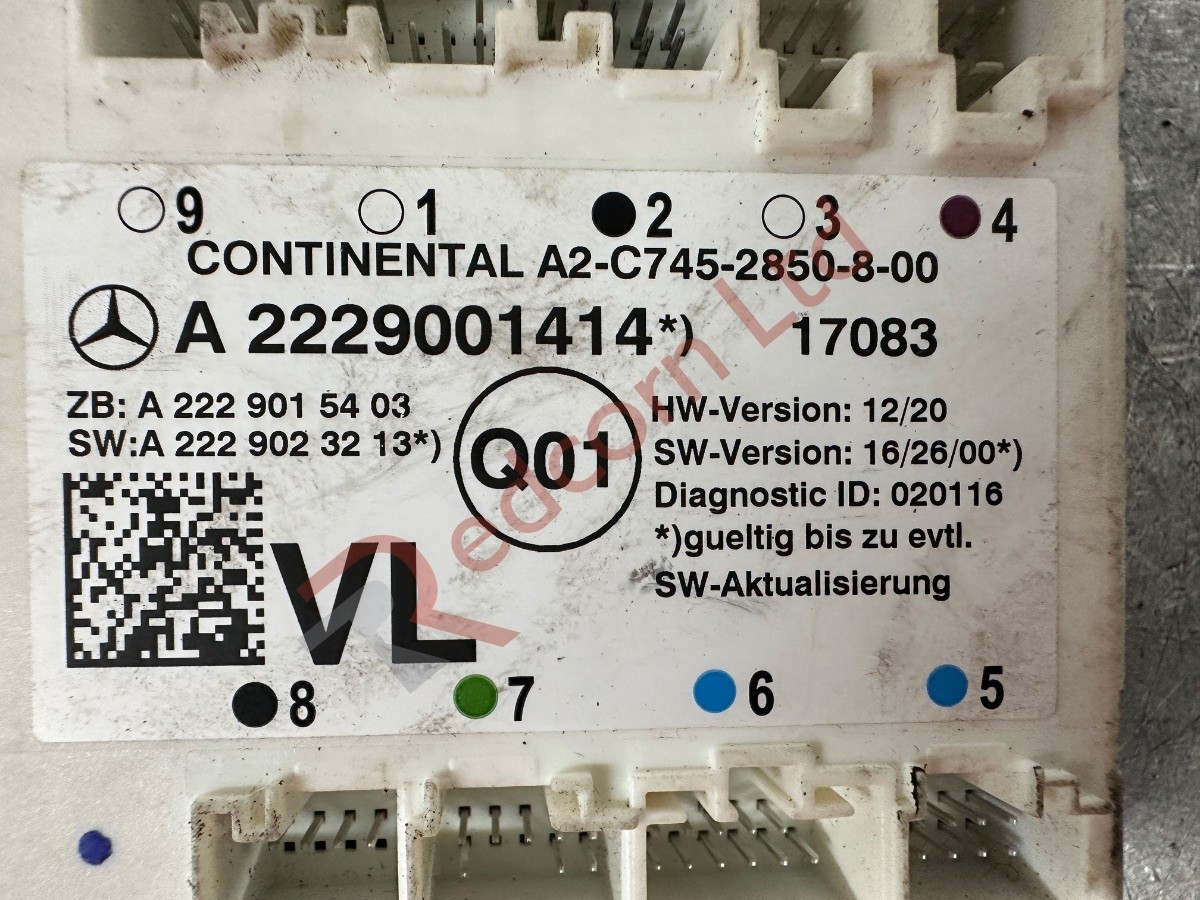 9 1 2 3 4
CONTINENTAL A2-C745-2850-8-00
A 2229001414*) 17083
ZB: A 222 901 54 03
SW:A 222 902 32 13*)
Q01
HW-Version: 12/20
SW-Version: 16/26/00*)
Diagnostic ID: 020116
*)gueltig bis zu evtl.
SW-Aktualisierung
VL
8 7 6 5
Redcorn Ltd